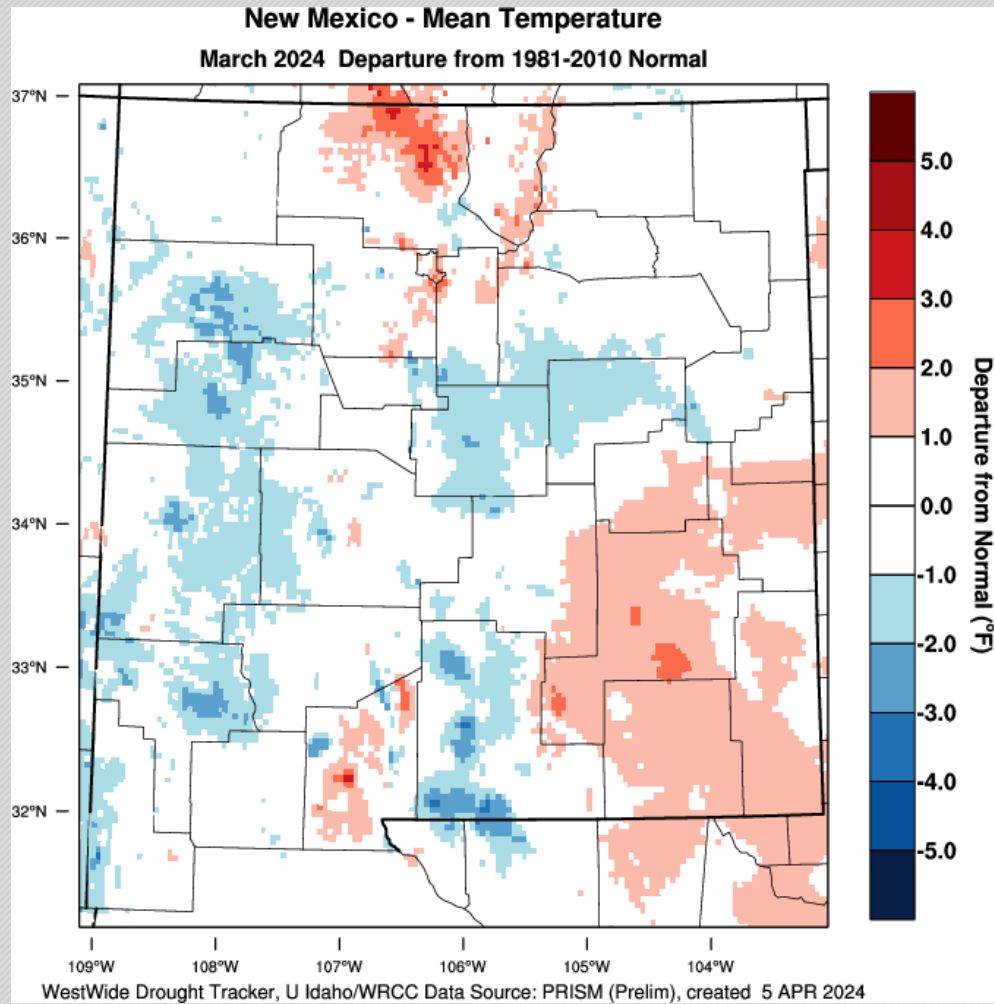 New Mexico - Mean Temperature
March 2024 Departure from 1981-2010 Normal
37°N
36°N
35°N
34°N
33°N
32°N
109°W
108°W
107°W
106°W
105°W
104°W
5.0
4.0
3.0
2.0
1.0
0.0
-1.0
-2.0
-3.0
-4.0
-5.0
Departure from Normal (°F)
WestWide Drought Tracker, U Idaho/WRCC Data Source: PRISM (Prelim), created 5 APR 2024